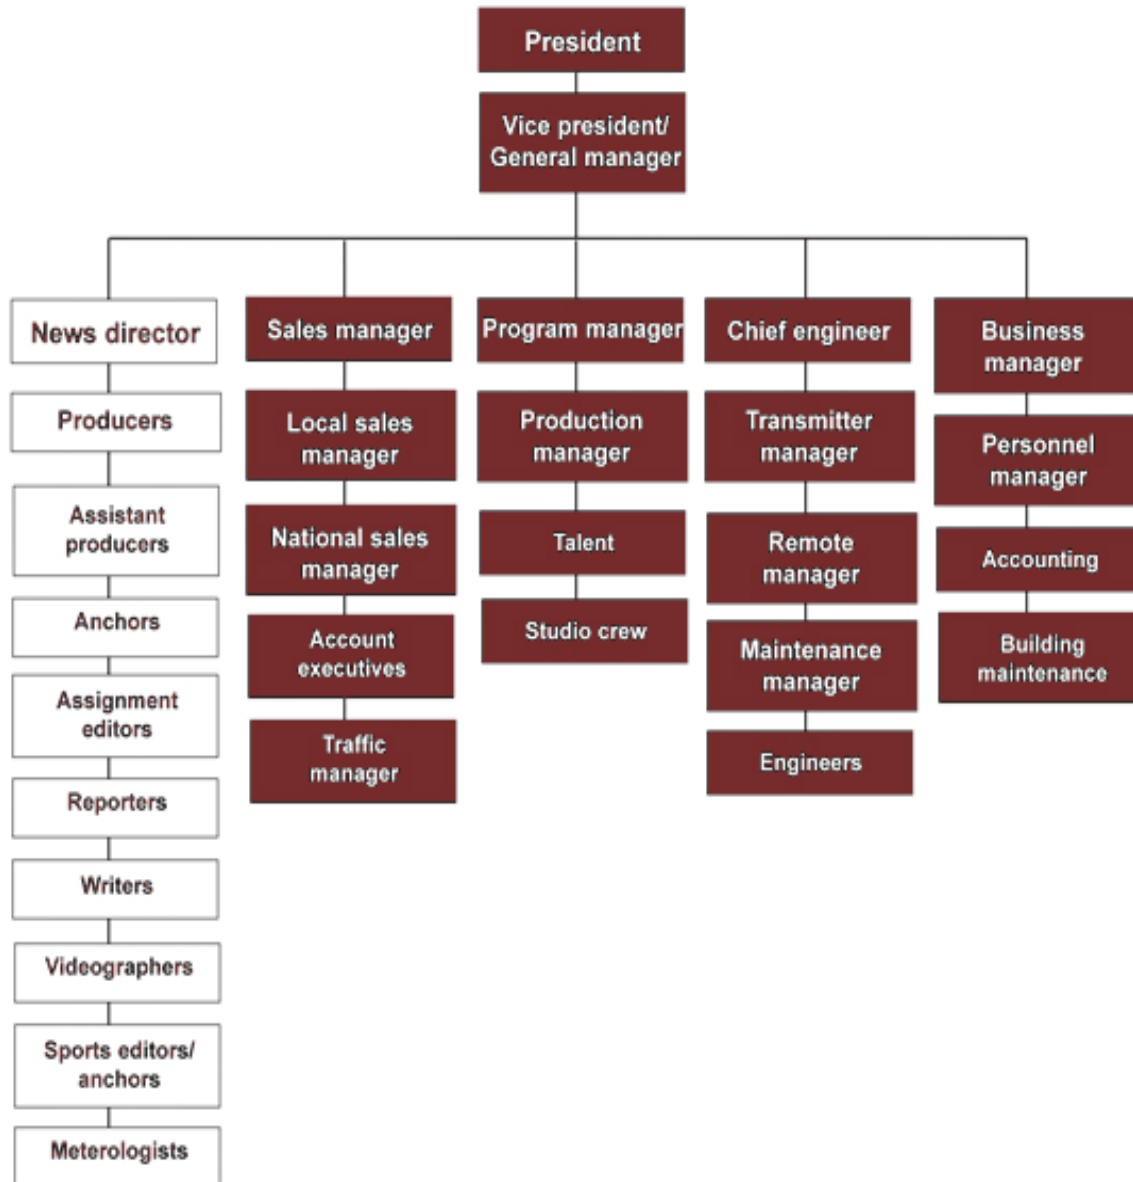 President
Vice president/
General manager
News director
Producers
Assistant
producers
Anchors
Assignment
editors
Reporters
Writers
Videographers
Sports editors/
anchors
Meterologists
Sales manager
Local sales
manager
National sales
manager
Account
executives
Traffic
manager
Program manager
Production
manager
Talent
Studio crew
Chief engineer
Transmitter
manager
Remote
manager
Maintenance
manager
Engineers
Business
manager
Personnel
manager
Accounting
Building
maintenance